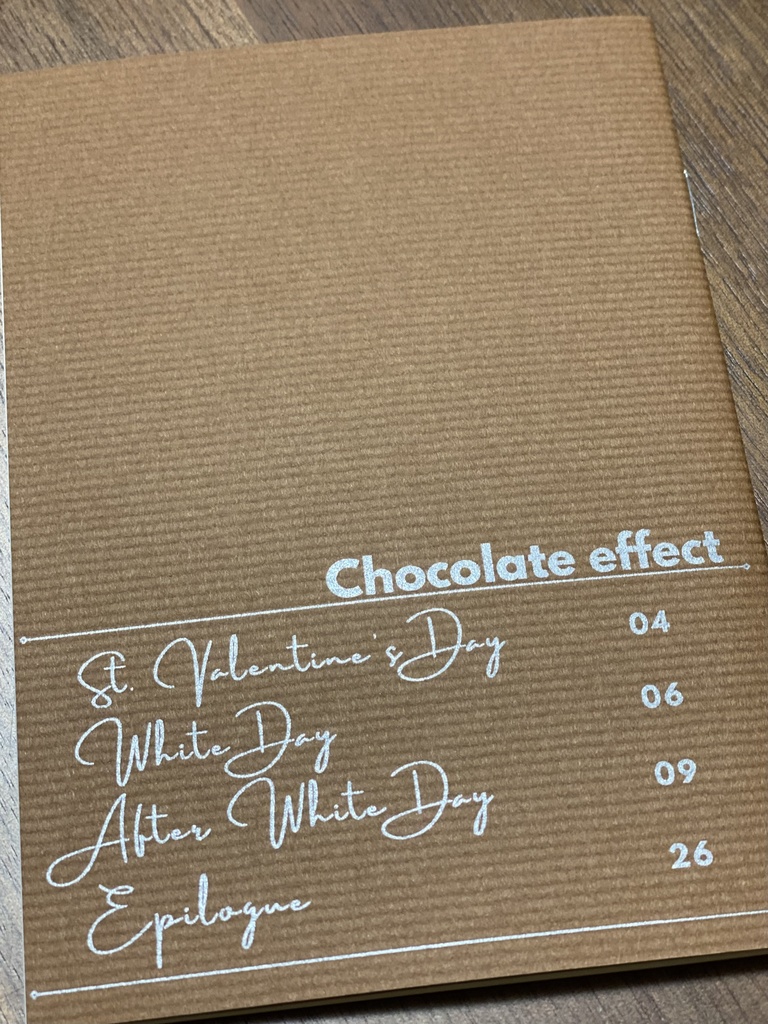 Chocolate effect
St. Valentine's Day 04
White Day 06
After White Day 09
Epilogue 26